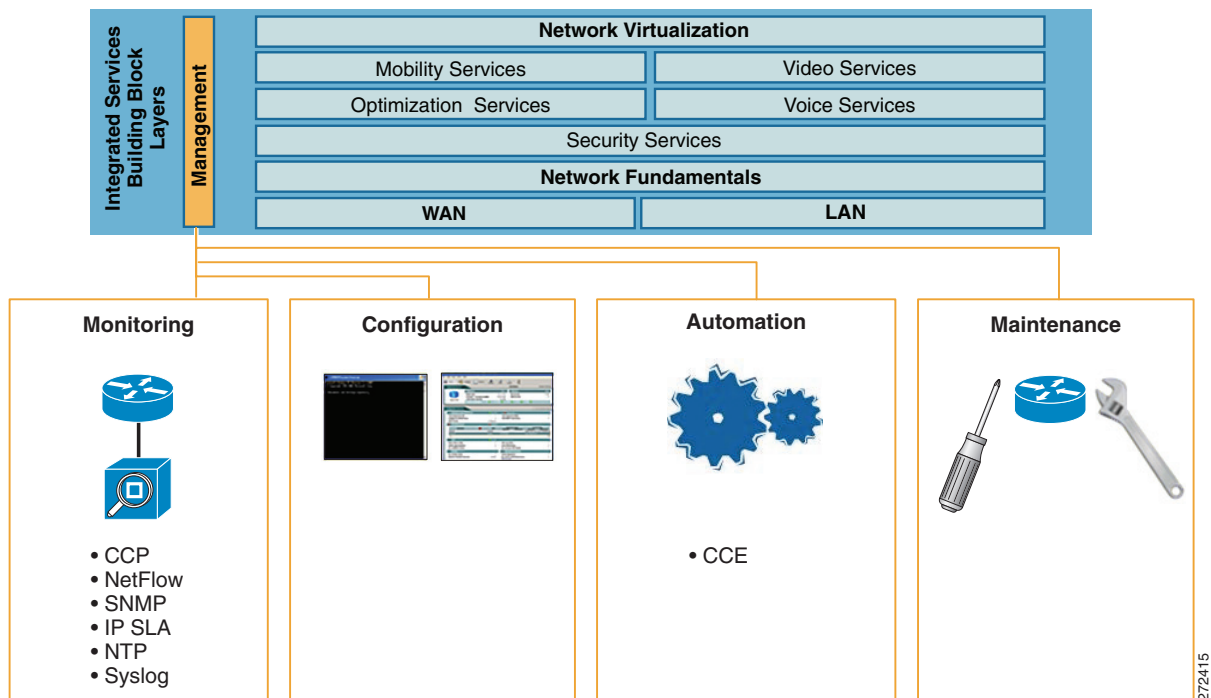 Integrated Services
Building Block
Layers
Management
Network Virtualization
Mobility Services
Video Services
Optimization Services
Voice Services
Security Services
Network Fundamentals
WAN
LAN
Monitoring
• CCP
• NetFlow
• SNMP
• IP SLA
• NTP
• Syslog
Configuration
Automation
• CCE
Maintenance
272415